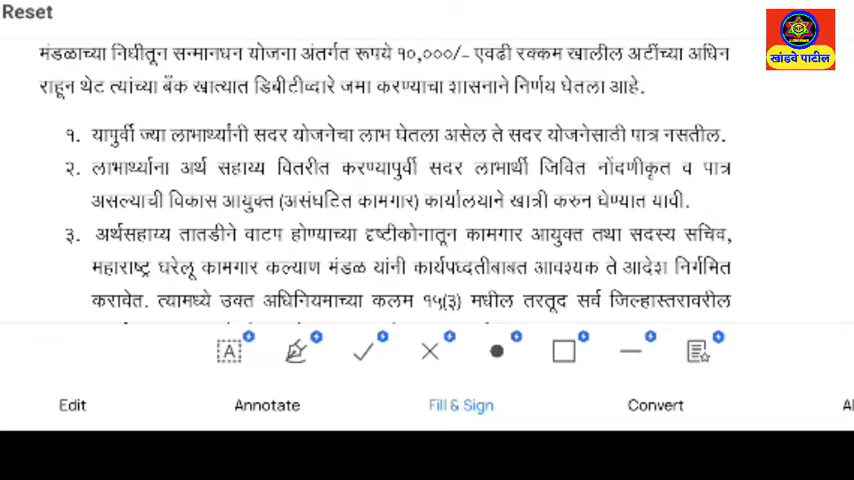 Reset
खांडवे पाटील
मंडळाच्या निधीतून सन्मानधन योजना अंतर्गत रूपये १०,०००/- एवढी रक्कम खालील अटींच्या अधिन
राहून थेट त्यांच्या बँक खात्यात डिबीटीव्दारे जमा करण्याचा शासनाने निर्णय घेतला आहे.
१. यापुर्वी ज्या लाभार्थ्यांनी सदर योजनेचा लाभ घेतला असेल ते सदर योजनेसाठी पात्र नसतील.
२. लाभार्थ्याना अर्थ सहाय्य वितरीत करण्यापुर्वी सदर लाभार्थी जिवित नोंदणीकृत व पात्र
असल्याची विकास आयुक्त (असंघटित कामगार) कार्यालयाने खात्री करुन घेण्यात यावी.
३. अर्थसहाय्य तातडीने वाटप होण्याच्या दृष्टीकोनातून कामगार आयुक्त तथा सदस्य सचिव,
महाराष्ट्र घरेलू कामगार कल्याण मंडळ यांनी कार्यपध्दतीबाबत आवश्यक ते आदेश निर्गमित
करावेत. त्यामध्ये उक्त अधिनियमाच्या कलम १५(३) मधील तरतूद सर्व जिल्हास्तरावरील
A
Edit Annotate Fill & Sign Convert